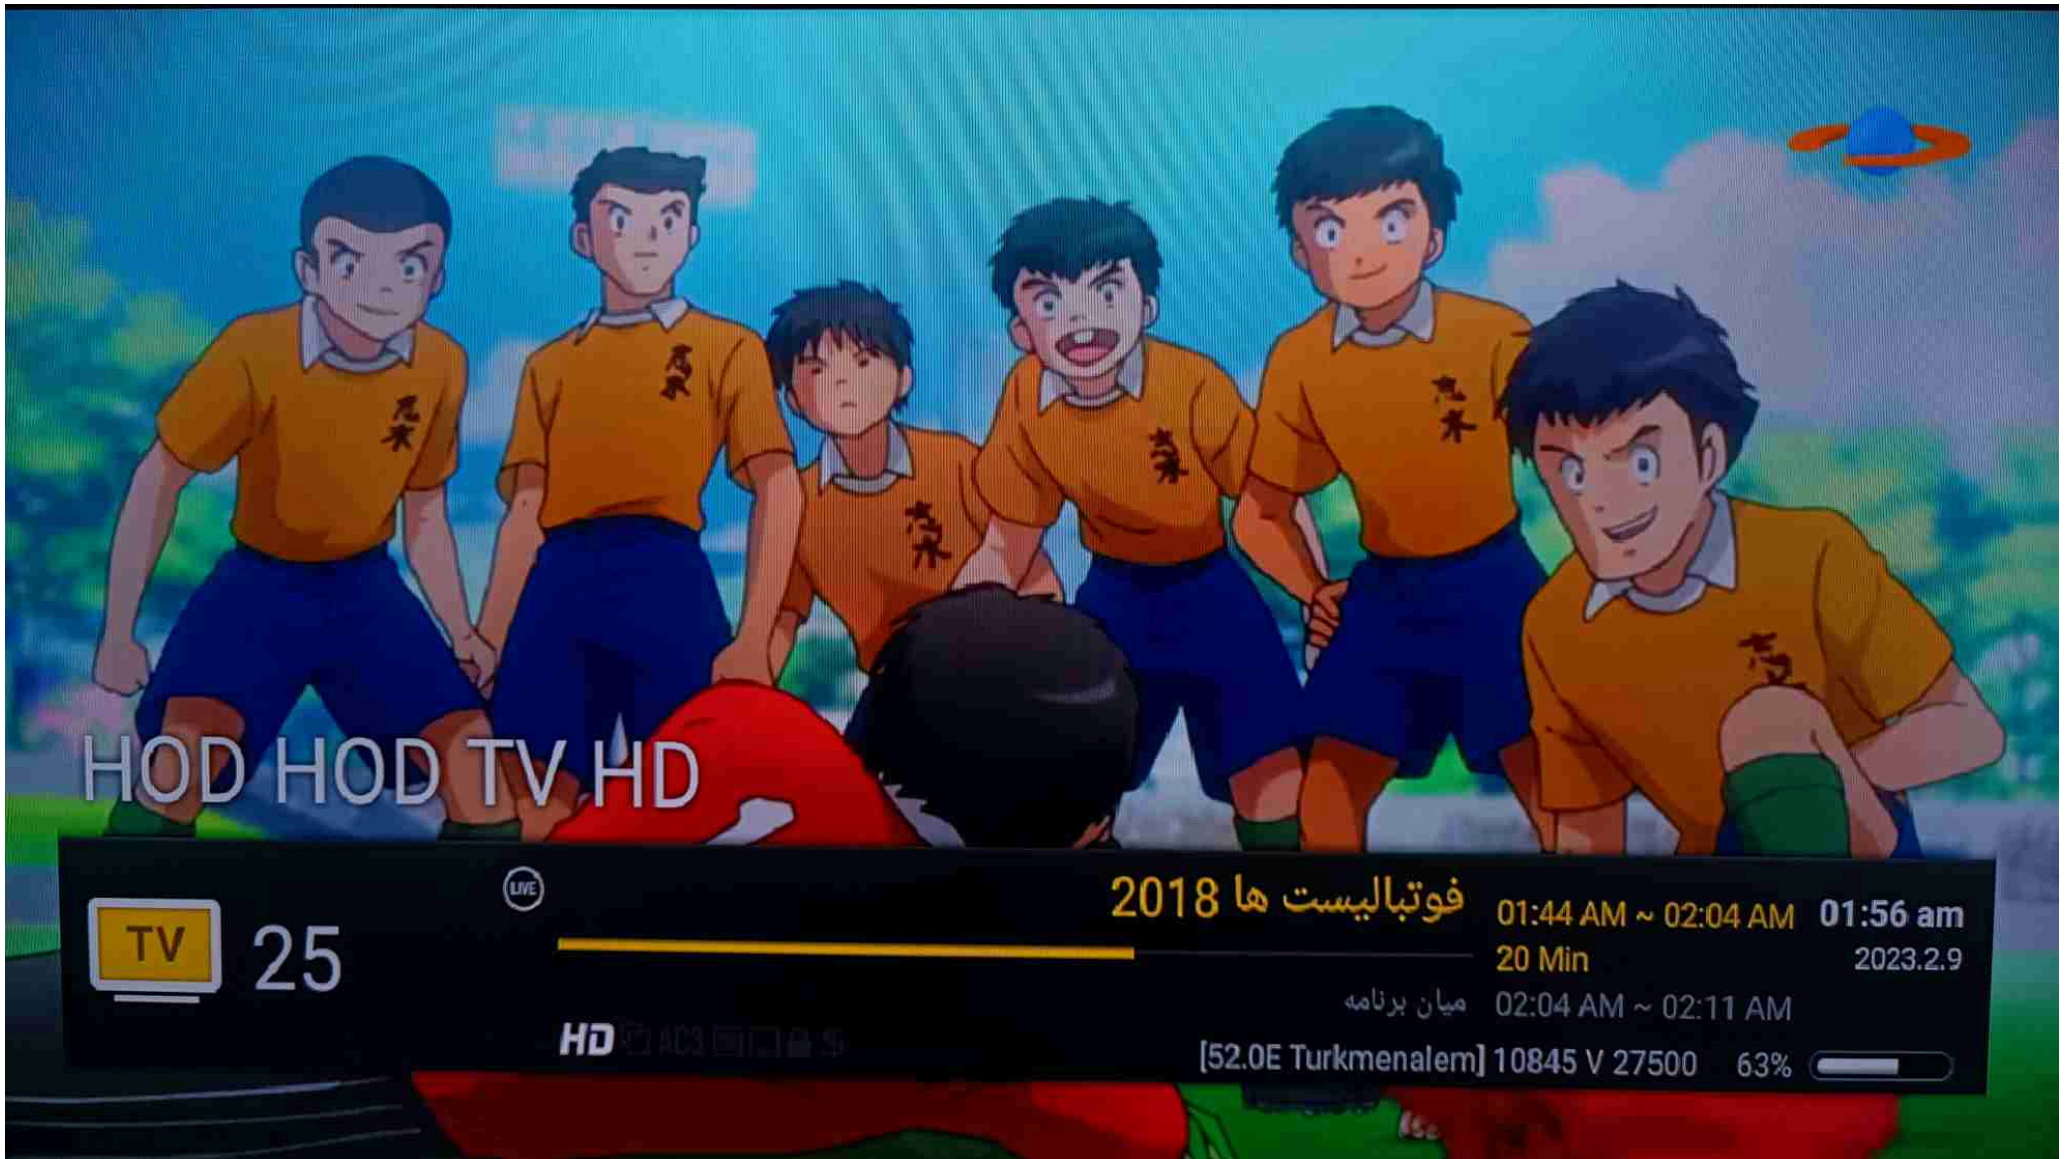 HOD HOD TV HD
TV 25
LIVE
فوتبالیست ها 2018
01:44 AM ~ 02:04 AM
01:56 am
20 Min
2023.2.9
میان برنامه
02:04 AM ~ 02:11 AM
HD AC3 $
[52.0E Turkmenalem] 10845 V 27500 63%